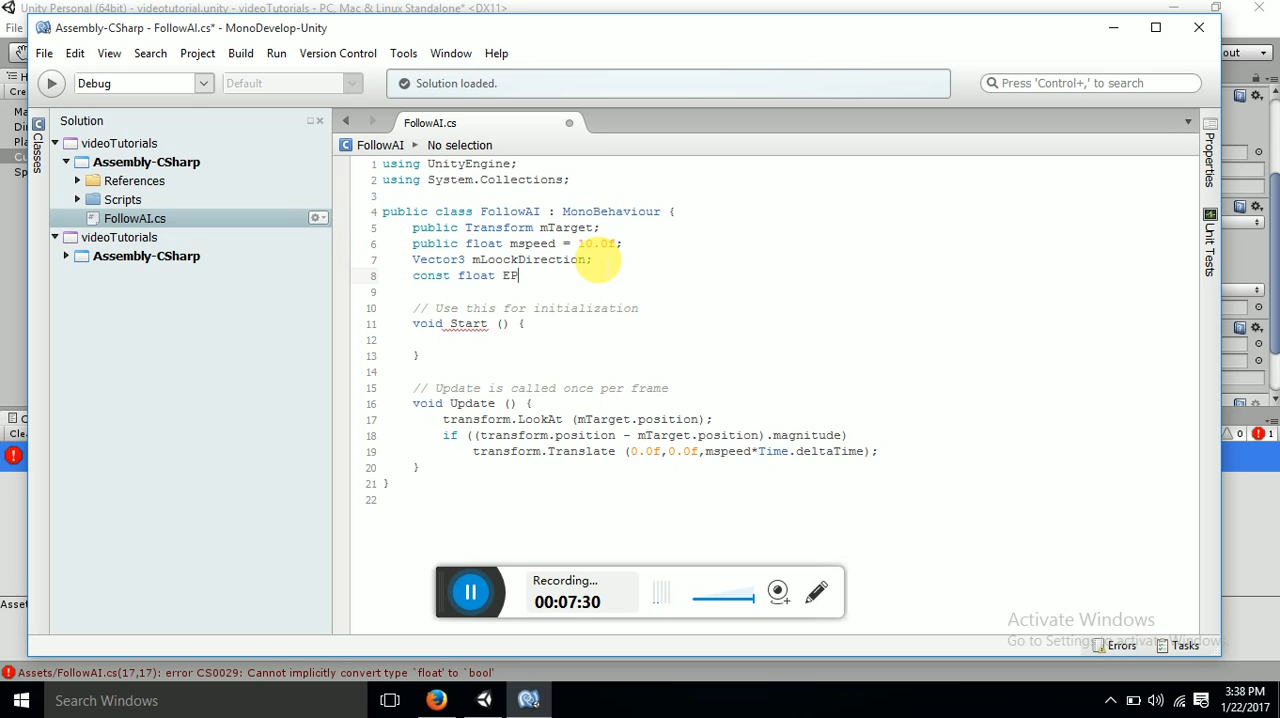 Unity Personal (64bit) - videotutorial.unity - videoTutorials - PC, Mac & Linux Standalone* <DX11>
Assembly-CSharp - FollowAI.cs* - MonoDevelop-Unity
File Edit View Search Project Build Run Version Control Tools Window Help
Debug Default Solution loaded. Press 'Control+,' to search
Solution
FollowAI.cs
FollowAI No selection
videoTutorials
Assembly-CSharp
References
Scripts
FollowAI.cs
videoTutorials
Assembly-CSharp
Classes
Properties
Unit Tests
1 using UnityEngine;
2 using System.Collections;
3
4 public class FollowAI : MonoBehaviour {
5 public Transform mTarget;
6 public float mspeed = 10.0f;
7 Vector3 mLoockDirection;
8 const float EP
9
10 // Use this for initialization
11 void Start () {
12
13 }
14
15 // Update is called once per frame
16 void Update () {
17 transform.LookAt (mTarget.position);
18 if ((transform.position - mTarget.position).magnitude)
19 transform.Translate (0.0f,0.0f,mspeed*Time.deltaTime);
20 }
21 }
22
Recording...
00:07:30
Activate Windows
Go to Settings to activate Windows.
Errors Tasks
Assets/FollowAI.cs(17,17): error CS0029: Cannot implicitly convert type `float' to `bool'
Search Windows
3:38 PM
1/22/2017